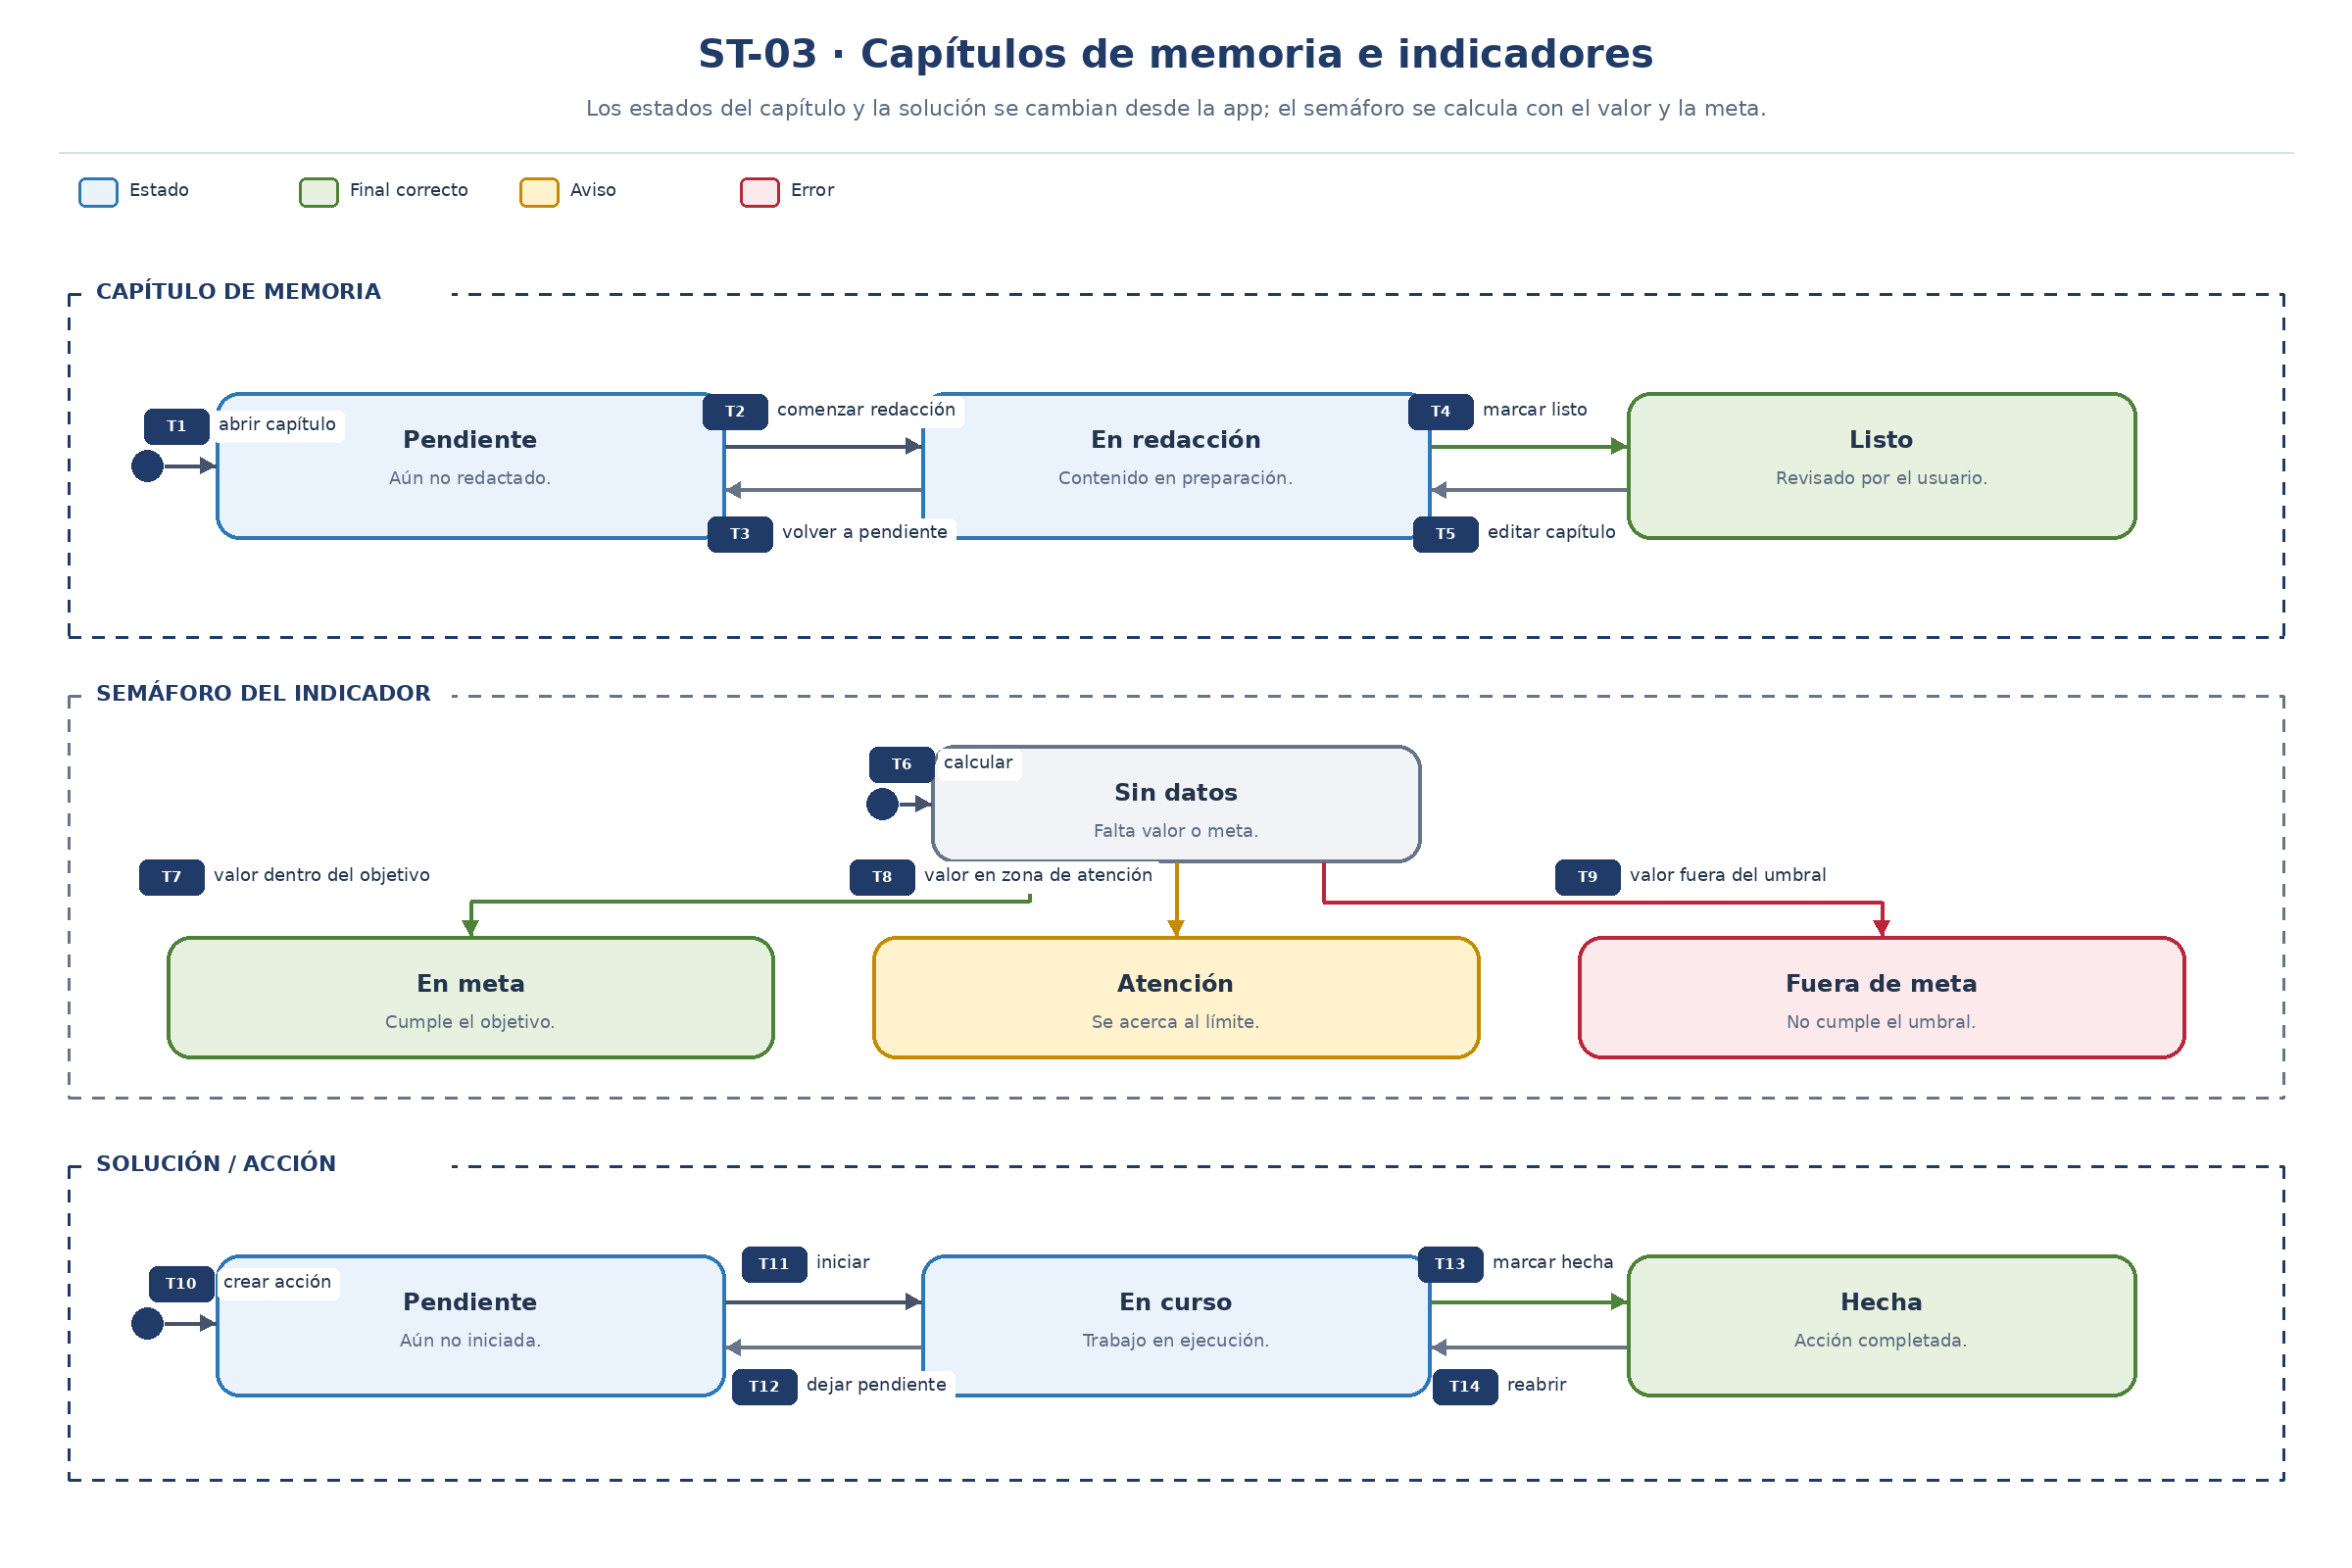 ST-03 · Capítulos de memoria e indicadores
Los estados del capítulo y la solución se cambian desde la app; el semáforo se calcula con el valor y la meta.
Estado
Final correcto
Aviso
Error
CAPÍTULO DE MEMORIA
T1 abrir capítulo
Pendiente
Aún no redactado.
T2 comenzar redacción
T3 volver a pendiente
En redacción
Contenido en preparación.
T4 marcar listo
T5 editar capítulo
Listo
Revisado por el usuario.
SEMÁFORO DEL INDICADOR
T6 calcular
Sin datos
Falta valor o meta.
T7 valor dentro del objetivo
T8 valor en zona de atención
T9 valor fuera del umbral
En meta
Cumple el objetivo.
Atención
Se acerca al límite.
Fuera de meta
No cumple el umbral.
SOLUCIÓN / ACCIÓN
T10 crear acción
Pendiente
Aún no iniciada.
T11 iniciar
T12 dejar pendiente
En curso
Trabajo en ejecución.
T13 marcar hecha
T14 reabrir
Hecha
Acción completada.